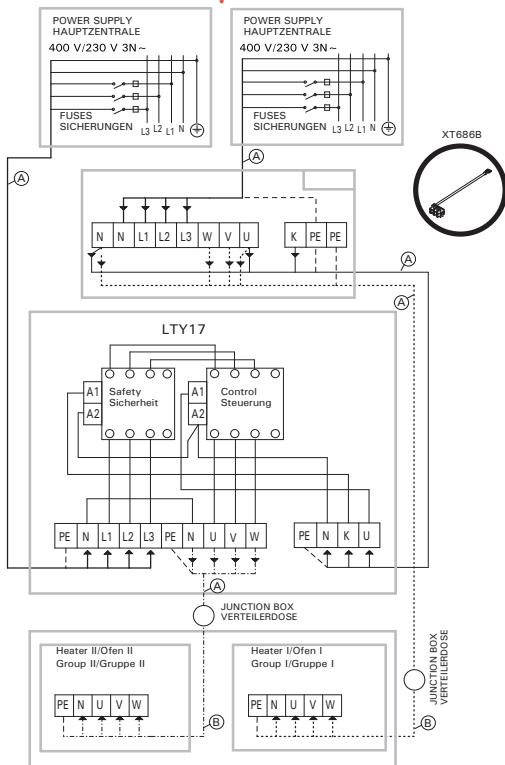 POWER SUPPLY
HAUPTZENTRALE
400 V/230 V 3N~
FUSES
SICHERUNGEN
L3 L2 L1 N
POWER SUPPLY
HAUPTZENTRALE
400 V/230 V 3N~
FUSES
SICHERUNGEN
L3 L2 L1 N
XT686B
A
A
N N L1 L2 L3 W V U
K PE PE
A
A
LTY17
A1
A2
Safety
Sicherheit
A1
A2
Control
Steuerung
PE N L1 L2 L3 PE N U V W
PE N K U
A
JUNCTION BOX
VERTEILERDOSE
JUNCTION BOX
VERTEILERDOSE
Heater II/Ofen II
Group II/Gruppe II
PE N U V W
B
Heater I/Ofen I
Group I/Gruppe I
PE N U V W
B